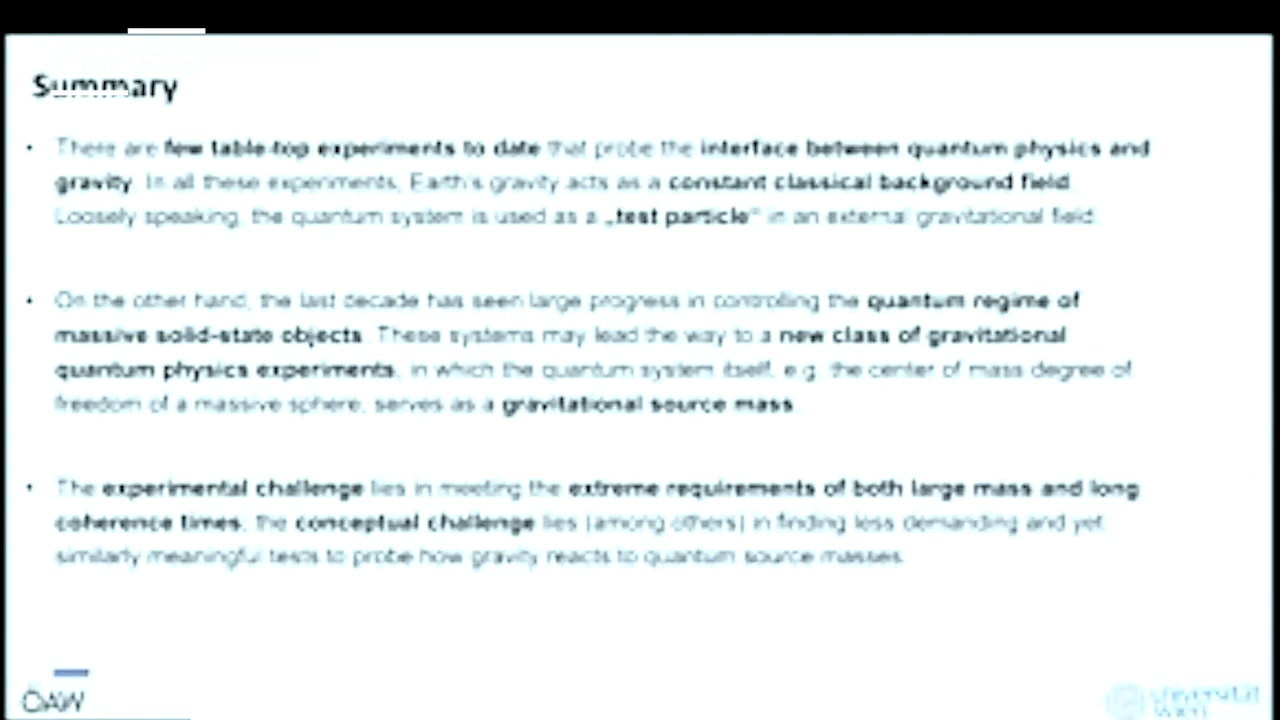 Summary
• There are few table-top experiments to date that probe the interface between quantum physics and
gravity. In all these experiments, Earth's gravity acts as a constant classical background field.
Loosely speaking, the quantum system is used as a „test particle“ in an external gravitational field.
• On the other hand, the last decade has seen large progress in controlling the quantum regime of
massive solid-state objects. These systems may lead the way to a new class of gravitational
quantum physics experiments, in which the quantum system itself, e.g. the center of mass degree of
freedom of a massive sphere, serves as a gravitational source mass.
• The experimental challenge lies in meeting the extreme requirements of both large mass and long
coherence times; the conceptual challenge lies (among others) in finding less demanding and yet
similarly meaningful tests to probe how gravity reacts to quantum source masses.
ÖAW
universität
wien